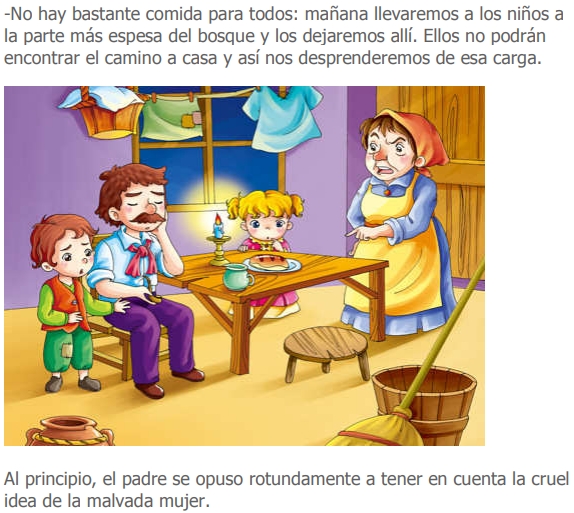 -No hay bastante comida para todos: mañana llevaremos a los niños a
la parte más espesa del bosque y los dejaremos allí. Ellos no podrán
encontrar el camino a casa y así nos desprenderemos de esa carga.
Al principio, el padre se opuso rotundamente a tener en cuenta la cruel
idea de la malvada mujer.